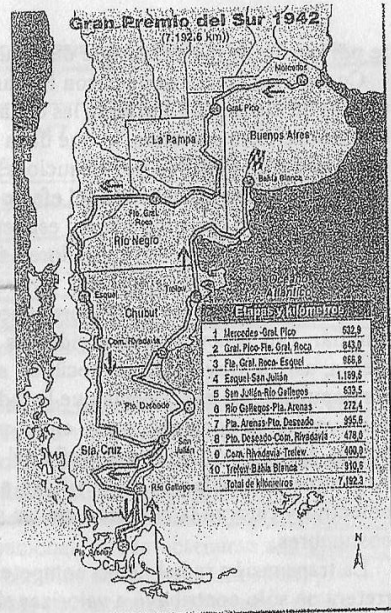 Gran Premio del Sur 1942
(7.192.6 km))
Mercedes
Gral. Pico
La Pampa
Buenos Aires
Bahía Blanca
Fte. Gral.
Roca
Río Negro
Esquel
Trelew
Chubut
Com. Rivadavia
Pto. Deseado
Sta. Cruz
San
Julián
Río Gallegos
Pta. Arenas
Etapas y kilómetros
1 Mercedes-Gral. Pico 532,9
2 Gral. Pico-Fte. Gral. Roca 843,0
3 Fte. Gral. Roca-Esquel
4 Esquel-San Julián 1.189,5
5 San Julián-Río Gallegos 633,5
6 Río Gallegos-Pta. Arenas 272,4
7 Pta. Arenas-Pto. Deseado 995,6
8 Pto. Deseado-Com. Rivadavia 478,0
9 Com. Rivadavia-Trelew 400,0
10 Trelew-Bahía Blanca 910,6
Total de kilómetros 7.192,3
N